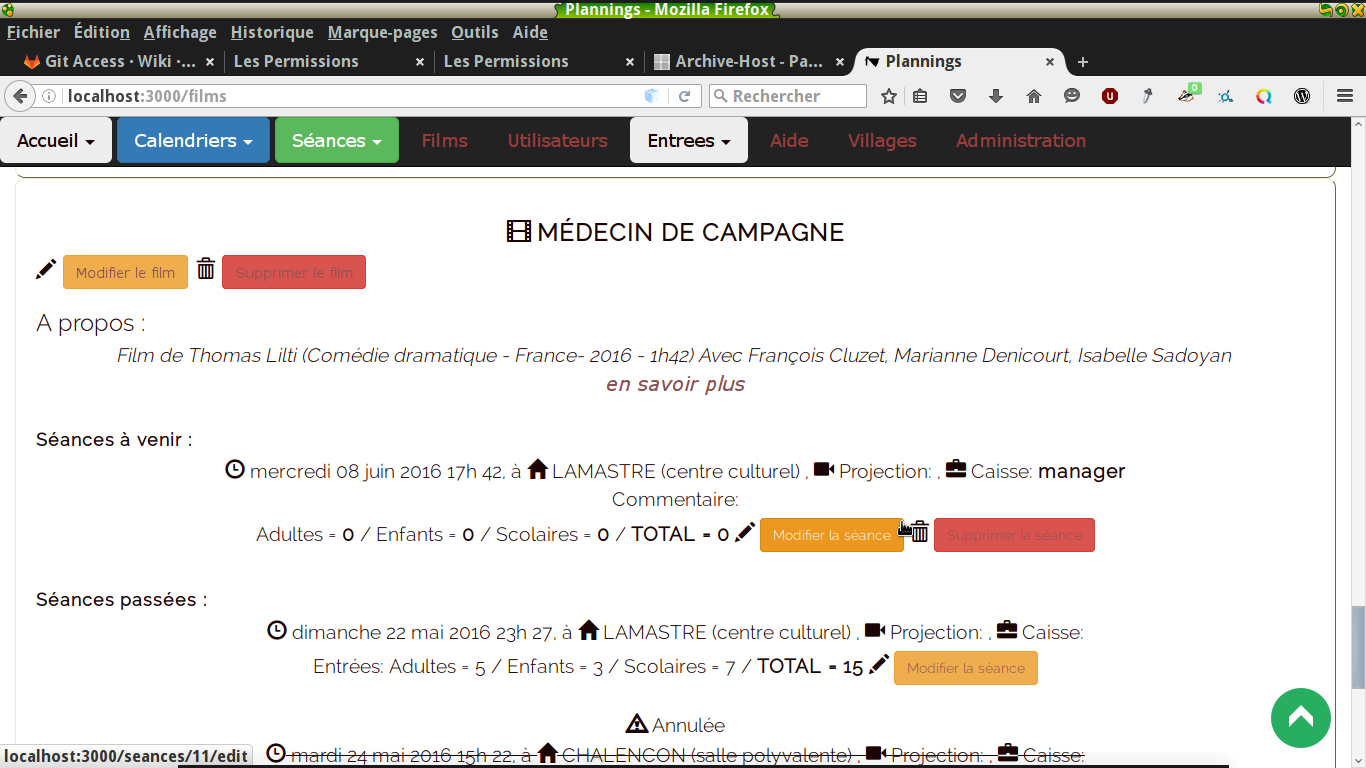 Plannings - Mozilla Firefox
Fichier Édition Affichage Historique Marque-pages Outils Aide
Git Access · Wiki ·... × Les Permissions × Les Permissions × Archive-Host - Pa... × Plannings × +
localhost:3000/films Rechercher 0
Accueil Calendriers Séances Films Utilisateurs Entrees Aide Villages Administration
MÉDECIN DE CAMPAGNE
Modifier le film Supprimer le film
A propos :
Film de Thomas Lilti (Comédie dramatique - France- 2016 - 1h42) Avec François Cluzet, Marianne Denicourt, Isabelle Sadoyan
en savoir plus
Séances à venir :
mercredi 08 juin 2016 17h 42, à LAMASTRE (centre culturel) , Projection: , Caisse: manager
Commentaire:
Adultes = 0 / Enfants = 0 / Scolaires = 0 / TOTAL = 0 Modifier la séance Supprimer la séance
Séances passées :
dimanche 22 mai 2016 23h 27, à LAMASTRE (centre culturel) , Projection: , Caisse:
Entrées: Adultes = 5 / Enfants = 3 / Scolaires = 7 / TOTAL = 15 Modifier la séance
Annulée
mardi 24 mai 2016 15h 22, à CHALENCON (salle polyvalente) , Projection: , Caisse:
localhost:3000/seances/11/edit